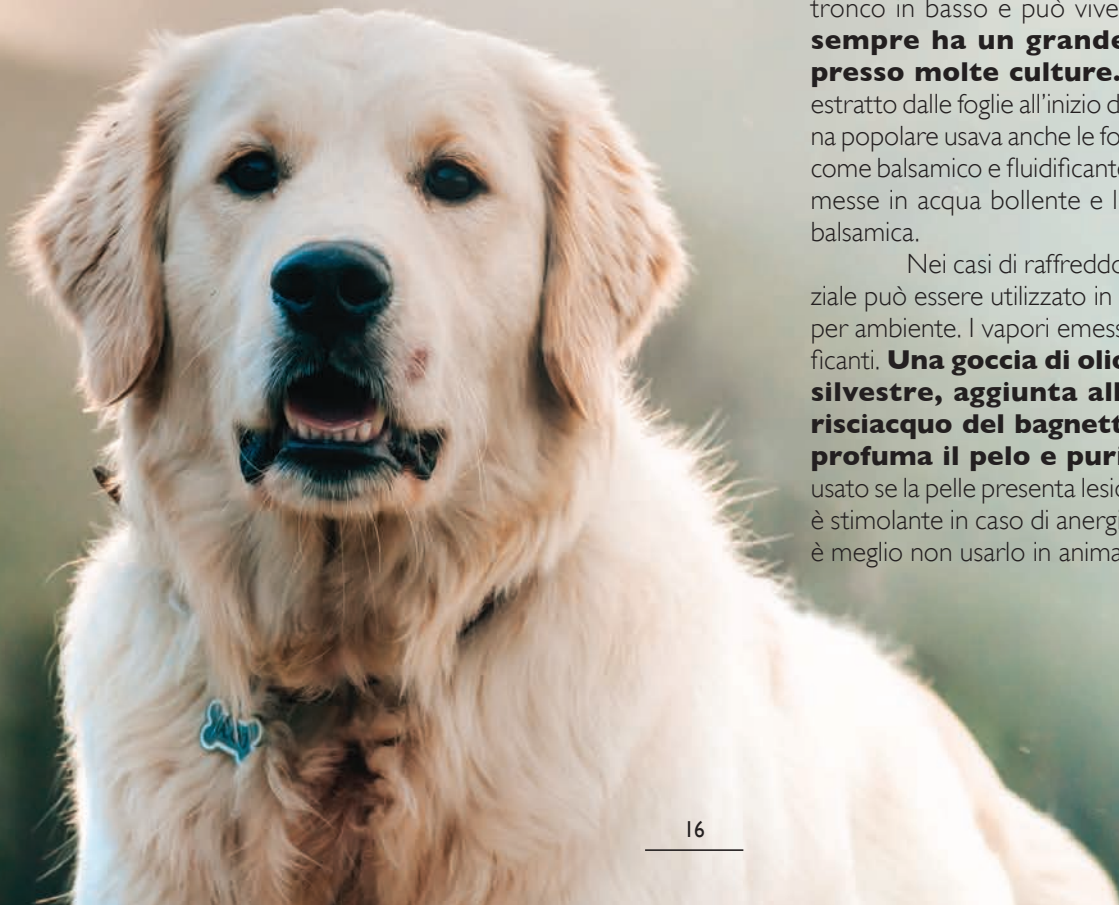 tronco in basso e può vive
sempre ha un grande
presso molte culture.
estratto dalle foglie all'inizio d
na popolare usava anche le fo
come balsamico e fluidificant
messe in acqua bollente e l
balsamica.
Nei casi di raffreddo
ziale può essere utilizzato in
per ambiente. I vapori emess
ficanti. Una goccia di olio
silvestre, aggiunta all
risciacquo del bagnett
profuma il pelo e puri
usato se la pelle presenta lesio
è stimolante in caso di anerg
è meglio non usarlo in anima
16